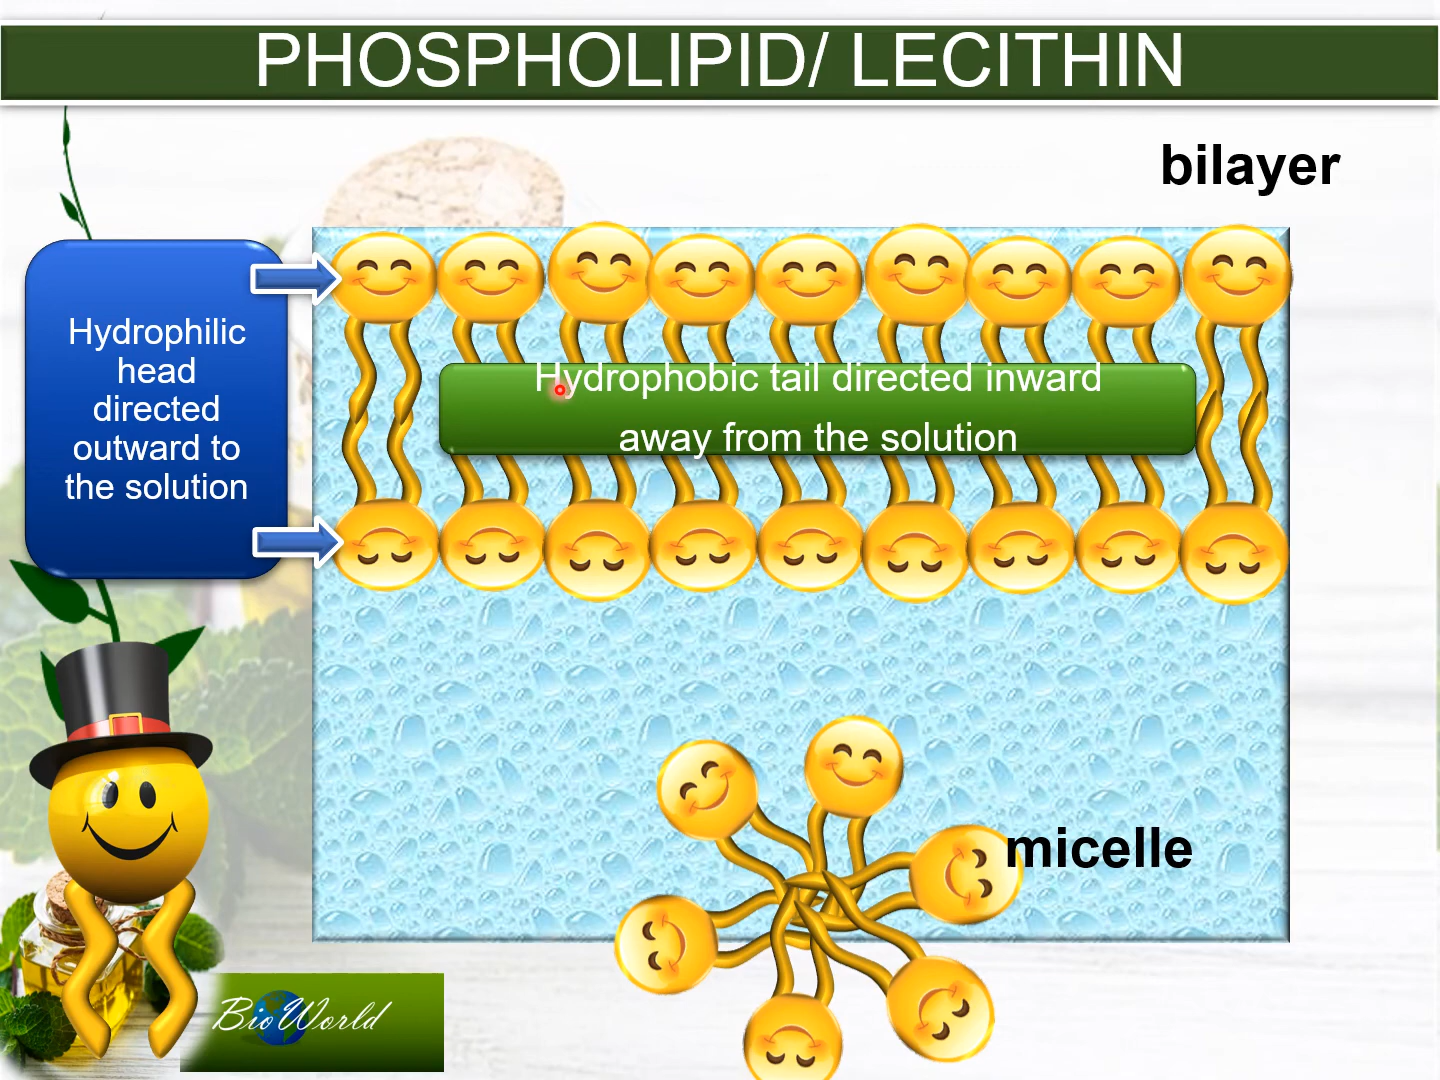 PHOSPHOLIPID/ LECITHIN
bilayer
Hydrophilic
head
directed
outward to
the solution
Hydrophobic tail directed inward
away from the solution
micelle
BioWorld